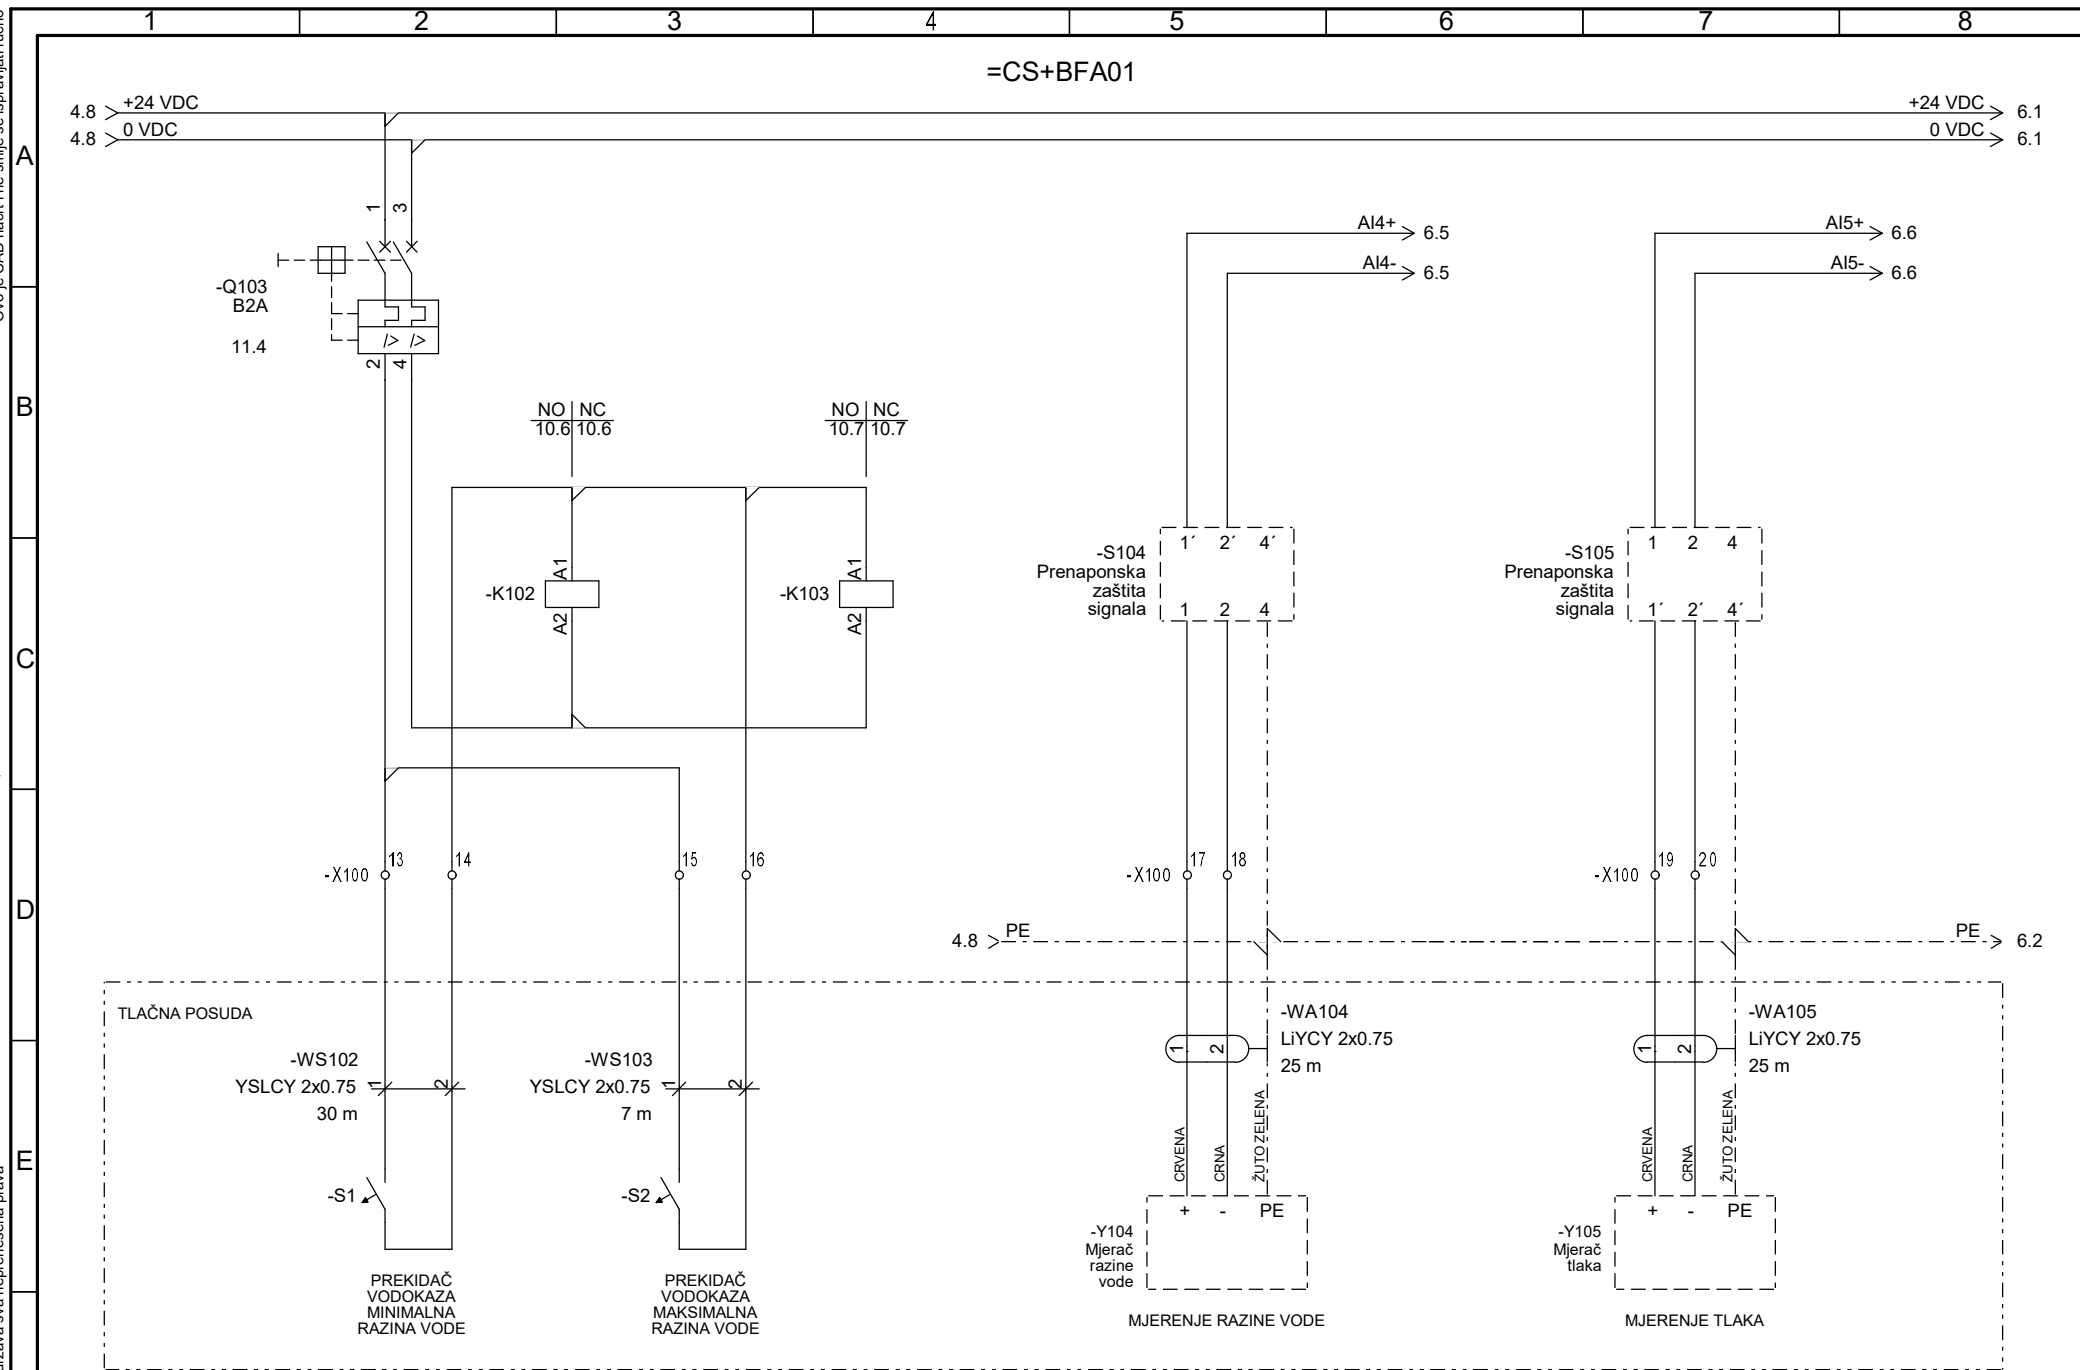 1 2 3 4 5 6 7 8
=CS+BFA01
4.8 +24 VDC +24 VDC 6.1
4.8 0 VDC 0 VDC 6.1
A
1 3
AI4+ 6.5
AI5+ 6.6
AI4- 6.5
AI5- 6.6
-Q103
B2A
11.4
/> />
2 4
B
NO NC
10.6 10.6
NO NC
10.7 10.7
-S104
Prenaponska
zaštita
signala
1´ 2´ 4´
1 2 4
-S105
Prenaponska
zaštita
signala
1 2 4
1´ 2´ 4´
A1
-K102
A2
A1
-K103
A2
C
-X100 13 14
15 16
-X100 17 18
-X100 19 20
D
4.8 PE PE 6.2
TLAČNA POSUDA
-WS102
YSLCY 2x0.75
30 m
1 2
-WS103
YSLCY 2x0.75
7 m
1 2
-WA104
LiYCY 2x0.75
25 m
1 2
-WA105
LiYCY 2x0.75
25 m
1 2
CRVENA
CRNA
ŽUTO ZELENA
CRVENA
CRNA
ŽUTO ZELENA
E
-S1
-S2
+ - PE
-Y104
Mjerač
razine
vode
+ - PE
-Y105
Mjerač
tlaka
PREKIDAČ
VODOKAZA
MINIMALNA
RAZINA VODE
PREKIDAČ
VODOKAZA
MAKSIMALNA
RAZINA VODE
MJERENJE RAZINE VODE
MJERENJE TLAKA